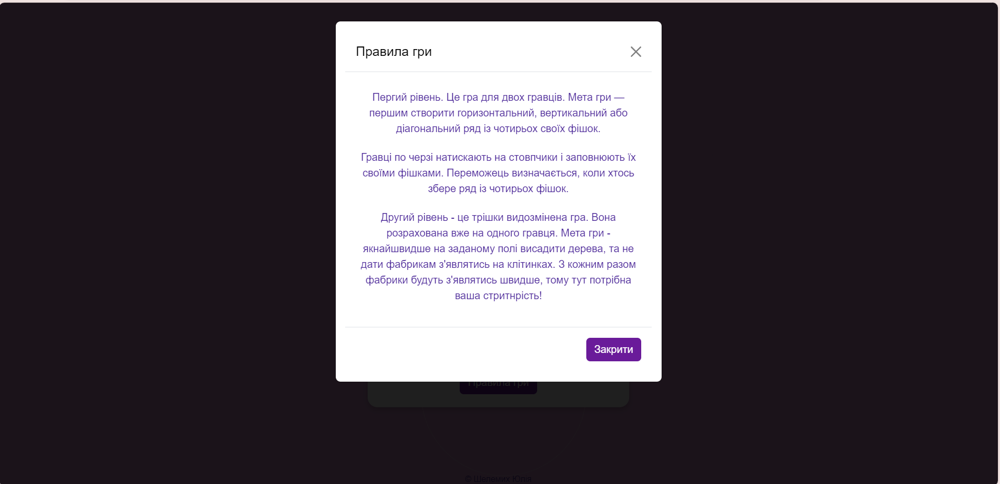 Правила гри
Пергий рівень. Це гра для двох гравців. Мета гри —
першим створити горизонтальний, вертикальний або
діагональний ряд із чотирьох своїх фішок.
Гравці по черзі натискають на стовпчики і заповнюють їх
своїми фішками. Переможець визначається, коли хтось
збере ряд із чотирьох фішок.
Другий рівень - це трішки видозмінена гра. Вона
розрахована вже на одного гравця. Мета гри -
якнайшвидше на заданому полі висадити дерева, та не
дати фабрикам з'являтись на клітинках. З кожним разом
фабрики будуть з'являтись швидше, тому тут потрібна
ваша стритнрість!
Закрити
Правила гри
© Шелемих Юлія